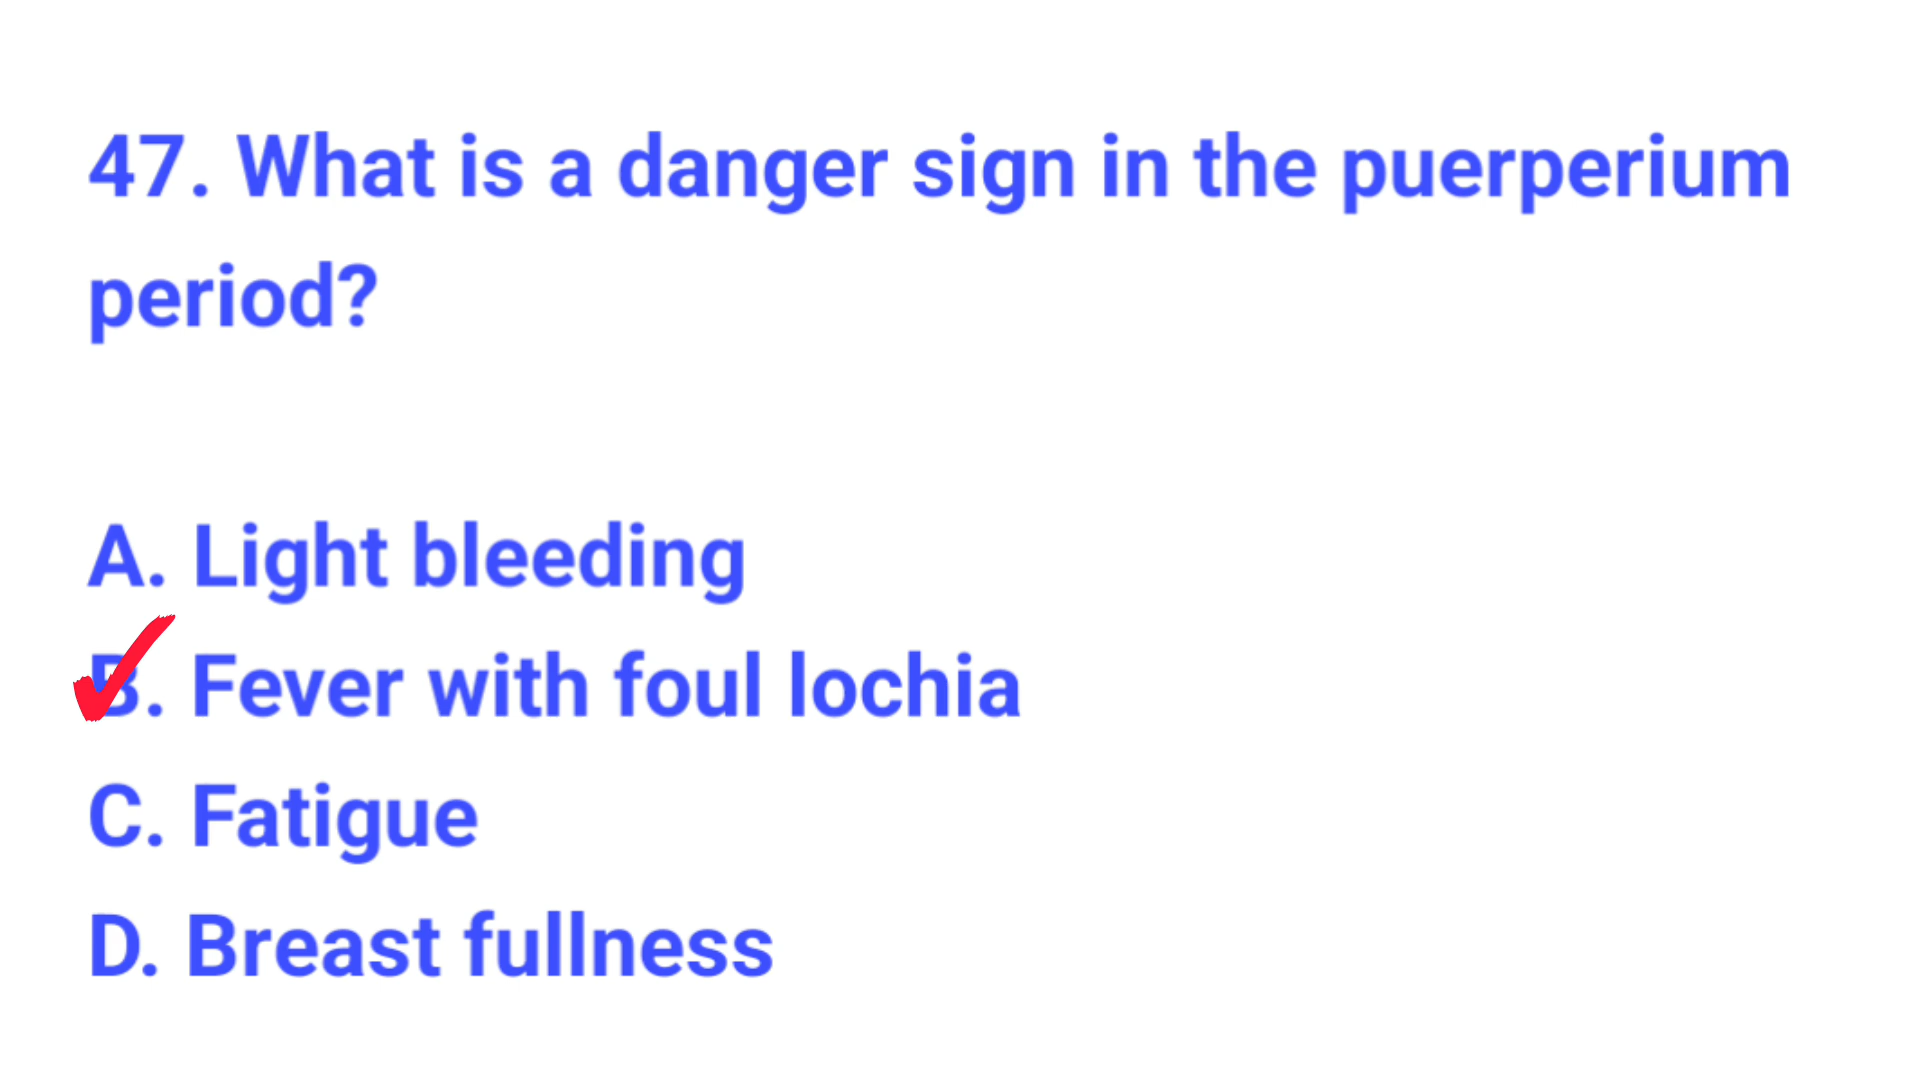 47. What is a danger sign in the puerperium
period?
A. Light bleeding
B. Fever with foul lochia
C. Fatigue
D. Breast fullness